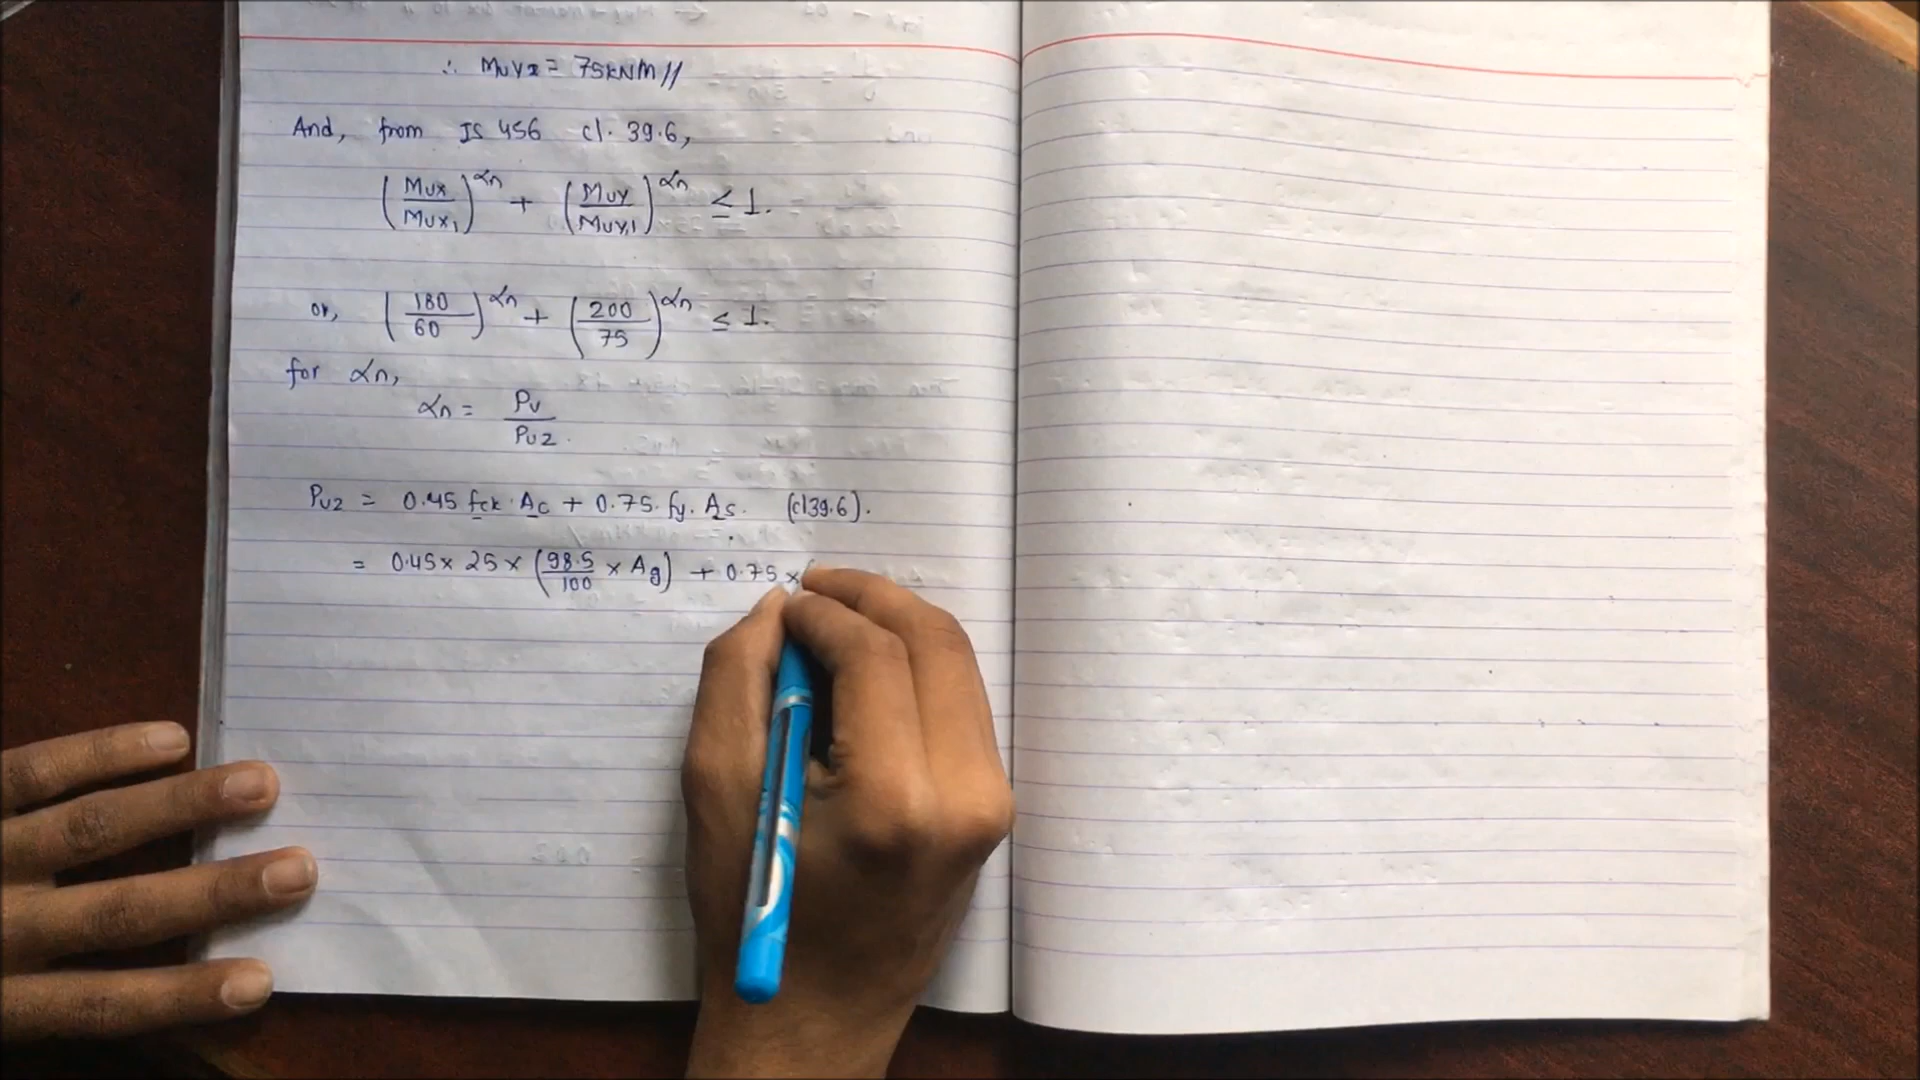 ∴ Muy₁ = 75kNM//
And, from IS 456 cl. 39.6,
(Mux/Mux₁)^αn + (Muy/Muy₁)^αn ≤ 1.
or, (180/60)^αn + (200/75)^αn ≤ 1.
for αn,
αn = Pu/Puz.
Puz = 0.45 fck. Ac + 0.75. fy. As. (cl39.6).
= 0.45 x 25 x (98.5/100 x Ag) + 0.75 x